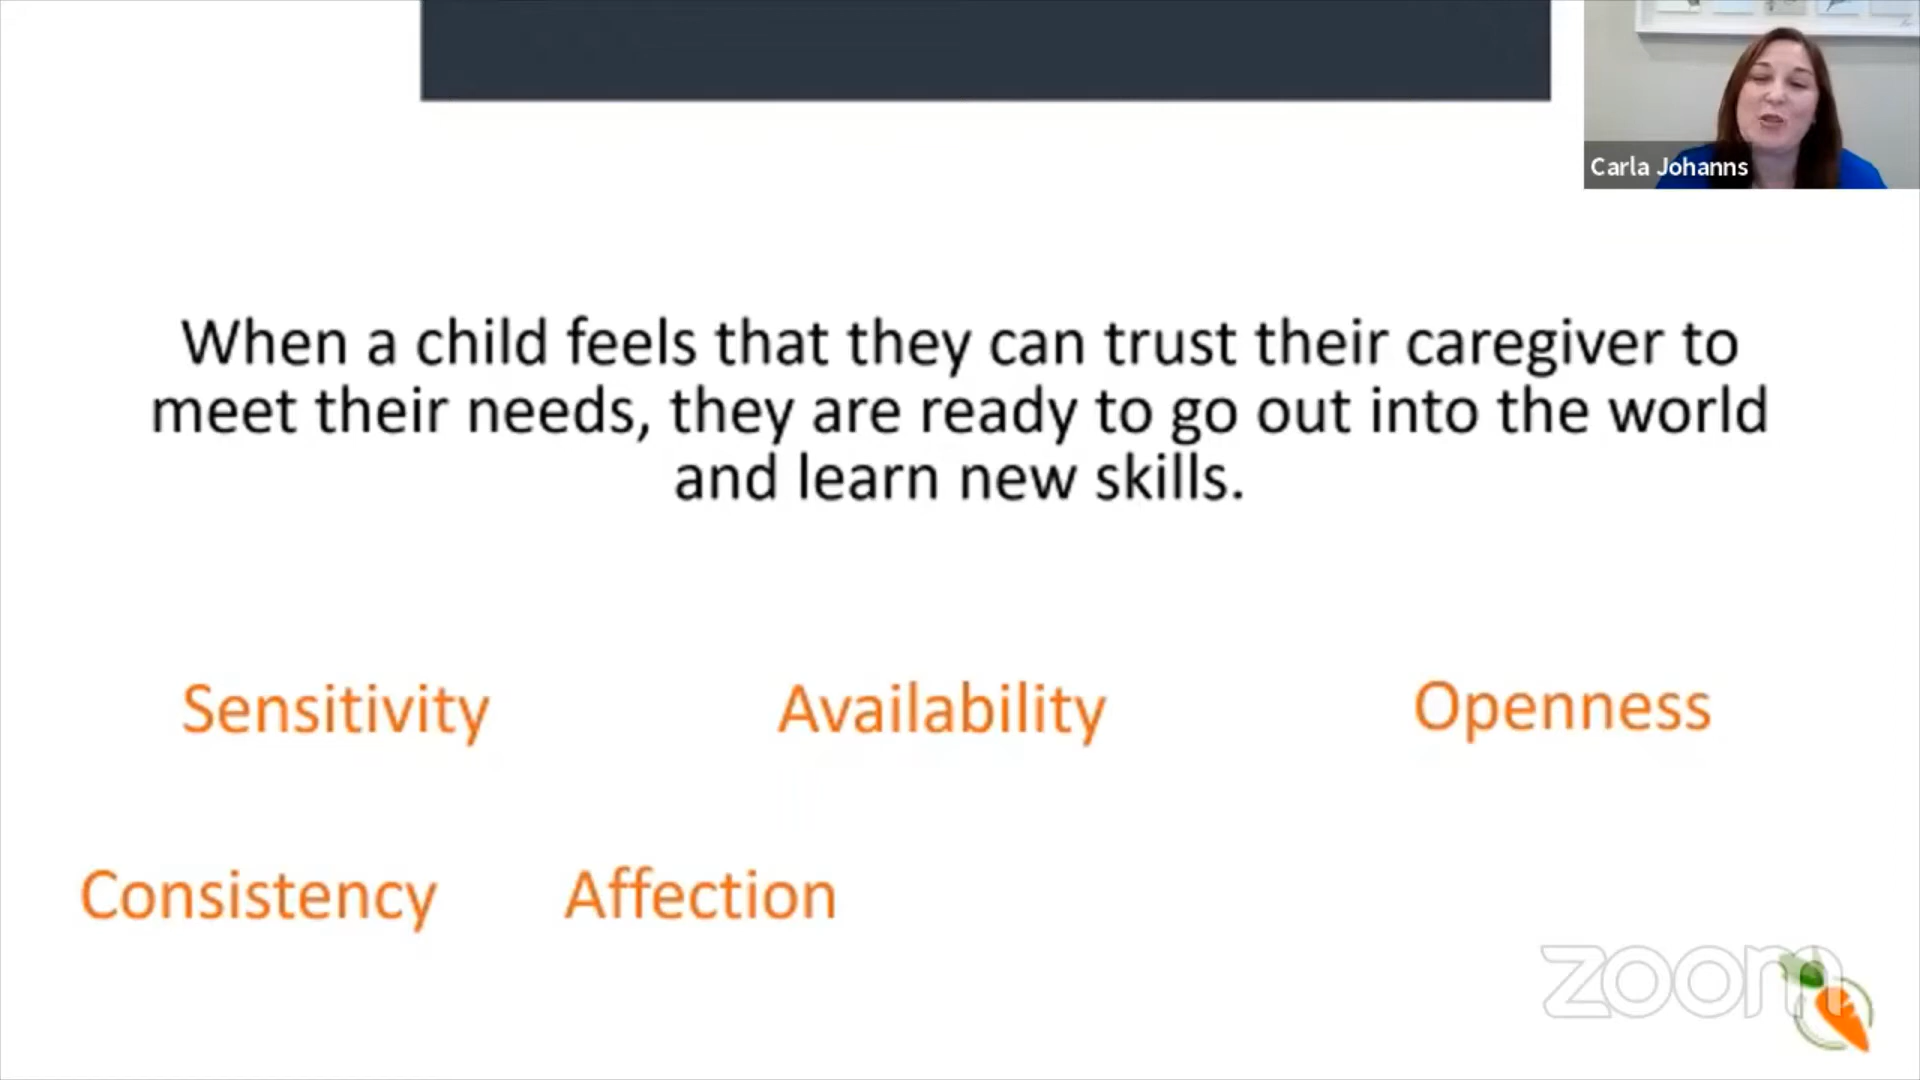 Carla Johanns
When a child feels that they can trust their caregiver to
meet their needs, they are ready to go out into the world
and learn new skills.
Sensitivity
Availability
Openness
Consistency
Affection
zoom